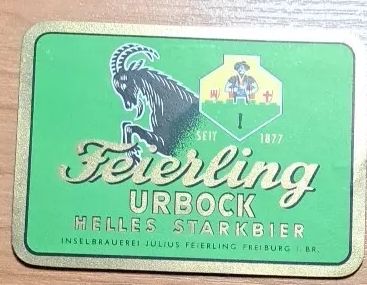 SEIT 1877
Feierling
URBOCK
HELLES STARKBIER
INSELBRAUEREI JULIUS FEIERLING FREIBURG I. BR.